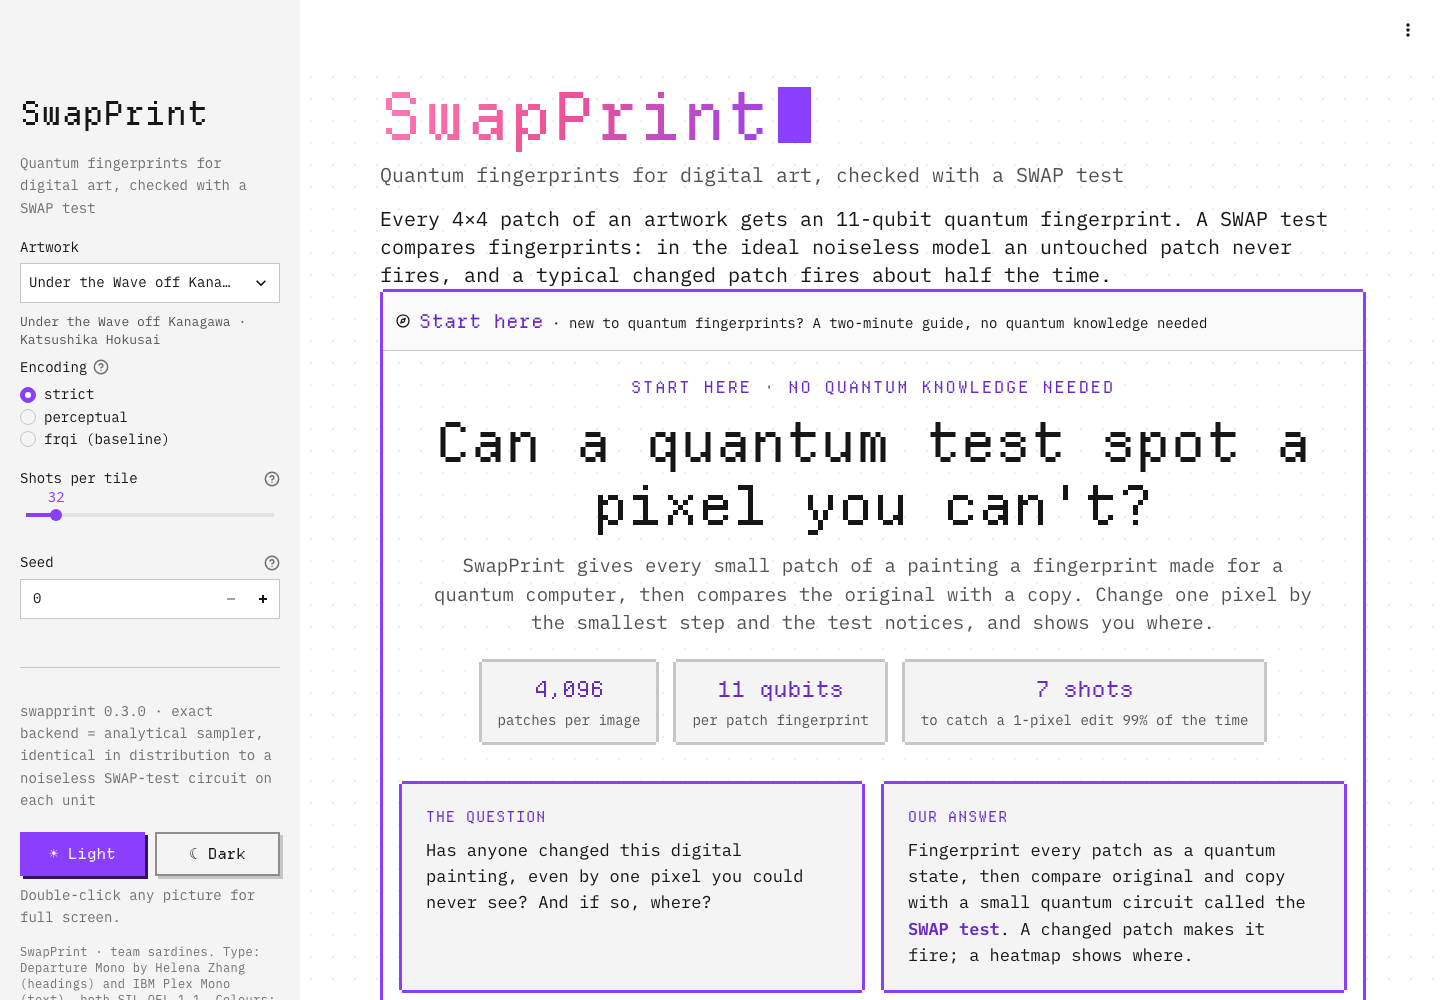 SwapPrint
Quantum fingerprints for
digital art, checked with a
SWAP test
Artwork
Under the Wave off Kana…
Under the Wave off Kanagawa ·
Katsushika Hokusai
Encoding
strict
perceptual
frqi (baseline)
Shots per tile
32
Seed
0
swapprint 0.3.0 · exact
backend = analytical sampler,
identical in distribution to a
noiseless SWAP-test circuit on
each unit
☀ Light
☾ Dark
Double-click any picture for
full screen.
SwapPrint · team sardines. Type:
Departure Mono by Helena Zhang
(headings) and IBM Plex Mono
(text), both SIL OFL 1.1. Colours:
SwapPrint
Quantum fingerprints for digital art, checked with a SWAP test
Every 4×4 patch of an artwork gets an 11-qubit quantum fingerprint. A SWAP test
compares fingerprints: in the ideal noiseless model an untouched patch never
fires, and a typical changed patch fires about half the time.
Start here · new to quantum fingerprints? A two-minute guide, no quantum knowledge needed
START HERE · NO QUANTUM KNOWLEDGE NEEDED
Can a quantum test spot a
pixel you can't?
SwapPrint gives every small patch of a painting a fingerprint made for a
quantum computer, then compares the original with a copy. Change one pixel by
the smallest step and the test notices, and shows you where.
4,096
patches per image
11 qubits
per patch fingerprint
7 shots
to catch a 1-pixel edit 99% of the time
THE QUESTION
Has anyone changed this digital
painting, even by one pixel you could
never see? And if so, where?
OUR ANSWER
Fingerprint every patch as a quantum
state, then compare original and copy
with a small quantum circuit called the
SWAP test. A changed patch makes it
fire; a heatmap shows where.